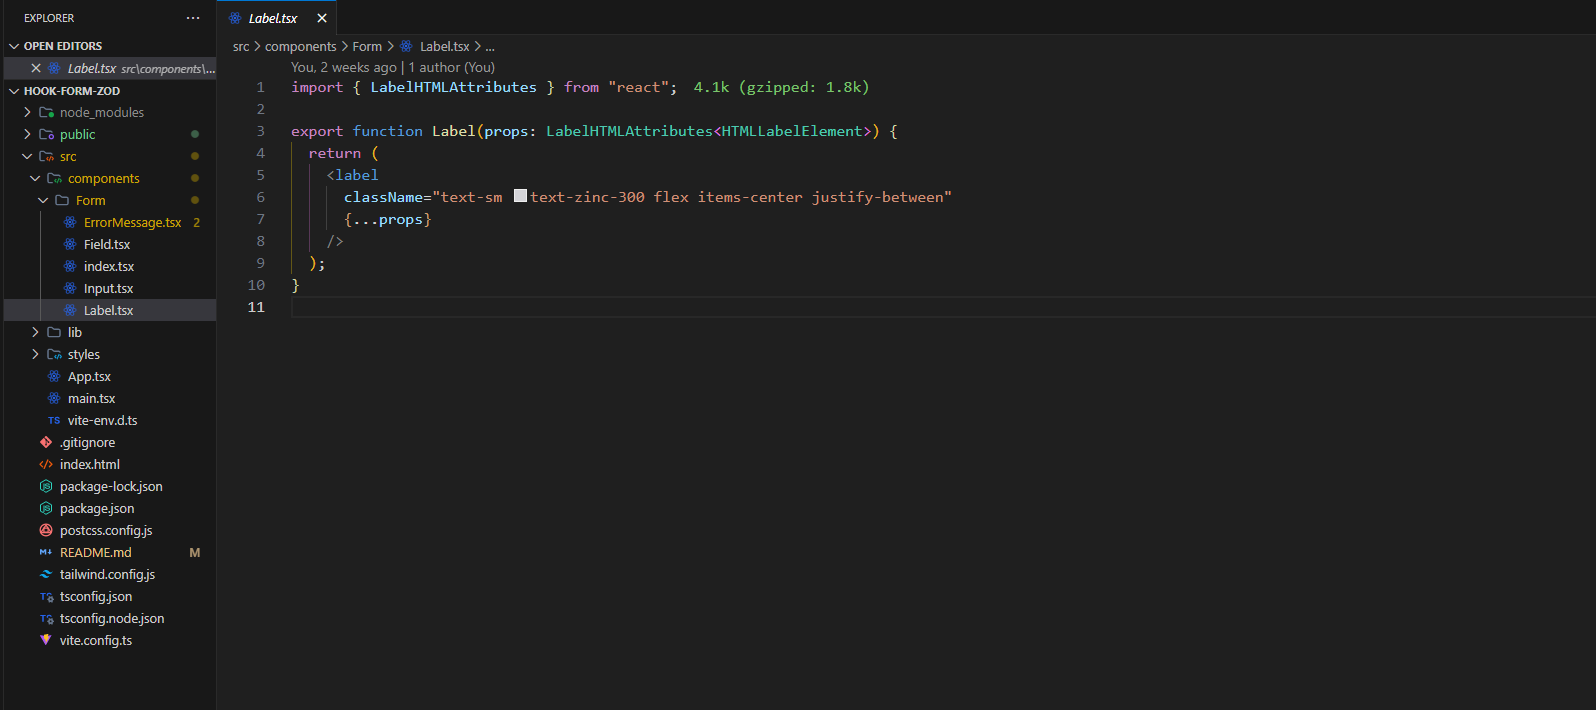 EXPLORER
...
OPEN EDITORS
Label.tsx src\components\...
HOOK-FORM-ZOD
node_modules
public
src
components
Form
ErrorMessage.tsx 2
Field.tsx
index.tsx
Input.tsx
Label.tsx
lib
styles
App.tsx
main.tsx
TS vite-env.d.ts
.gitignore
index.html
package-lock.json
package.json
postcss.config.js
README.md M
tailwind.config.js
tsconfig.json
tsconfig.node.json
vite.config.ts
Label.tsx
src > components > Form > Label.tsx > ...
You, 2 weeks ago | 1 author (You)
1 import { LabelHTMLAttributes } from "react"; 4.1k (gzipped: 1.8k)
2
3 export function Label(props: LabelHTMLAttributes<HTMLLabelElement>) {
4 return (
5 <label
6 className="text-sm text-zinc-300 flex items-center justify-between"
7 {...props}
8 />
9 );
10 }
11